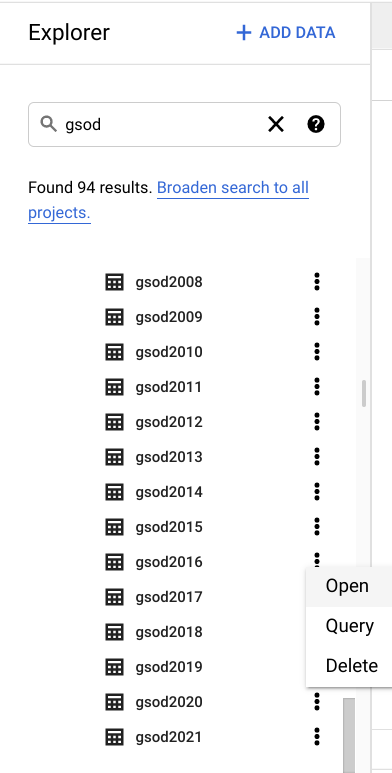 Explorer
+ ADD DATA
gsod
Found 94 results. Broaden search to all
projects.
gsod2008
gsod2009
gsod2010
gsod2011
gsod2012
gsod2013
gsod2014
gsod2015
gsod2016
Open
gsod2017
Query
gsod2018
Delete
gsod2019
gsod2020
gsod2021